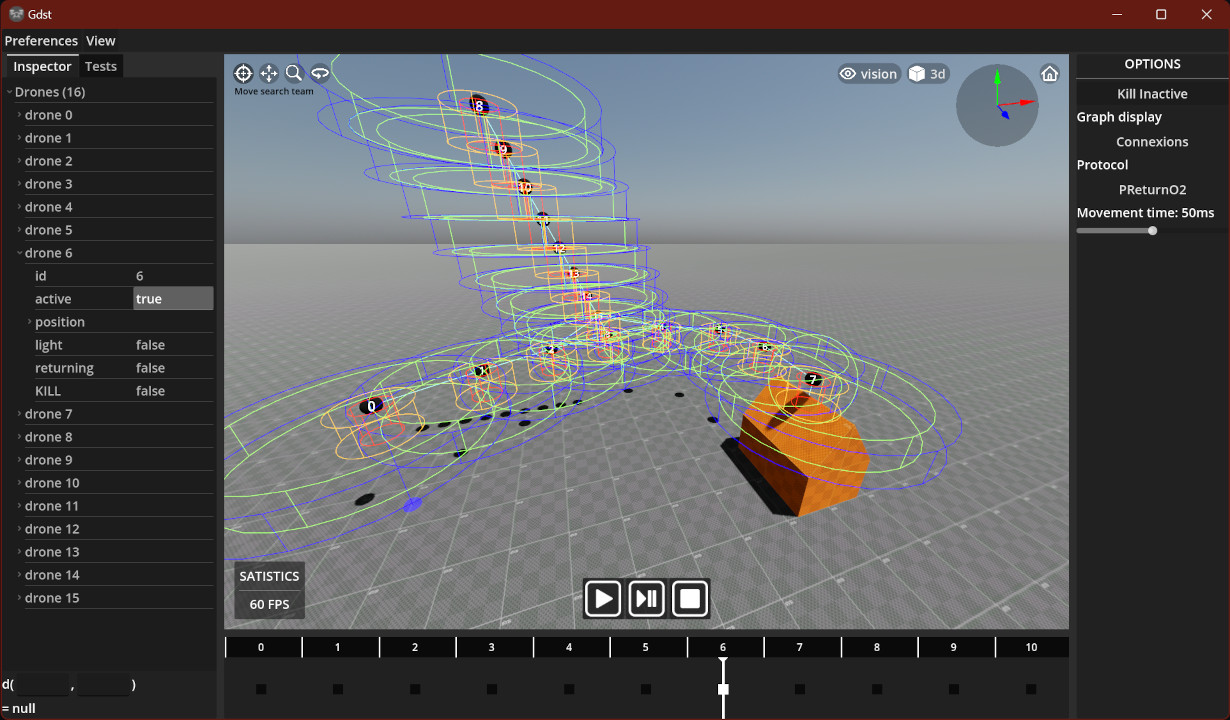 Gdst
Preferences View
Inspector Tests
Drones (16)
drone 0
drone 1
drone 2
drone 3
drone 4
drone 5
drone 6
id 6
active true
position
light false
returning false
KILL false
drone 7
drone 8
drone 9
drone 10
drone 11
drone 12
drone 13
drone 14
drone 15
d( , )
= null
Move search team
vision 3d
8
9
10
7
1
0
SATISTICS
60 FPS
0 1 2 3 4 5 6 7 8 9 10
OPTIONS
Kill Inactive
Graph display
Connexions
Protocol
PReturnO2
Movement time: 50ms